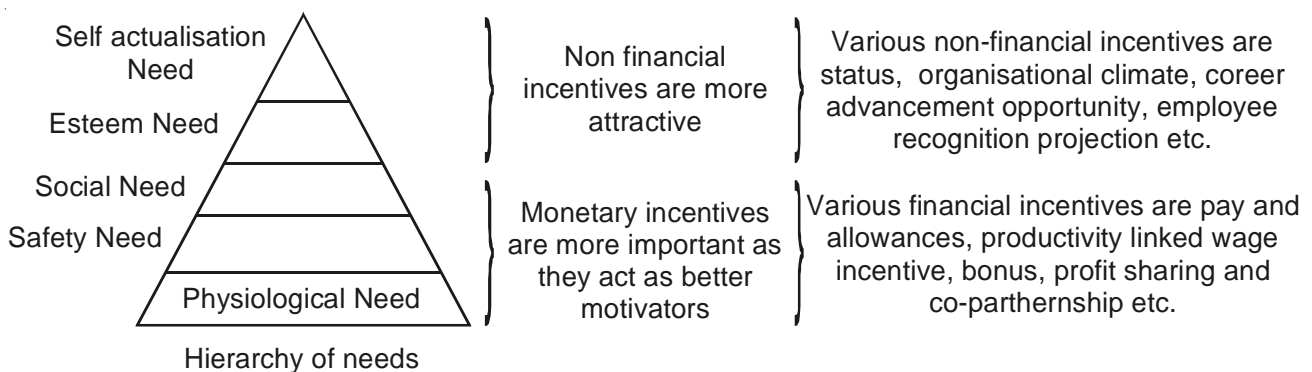 Self actualisation
Need
Esteem Need
Social Need
Safety Need
Physiological Need
Hierarchy of needs
Non financial
incentives are more
attractive
Monetary incentives
are more important as
they act as better
motivators
Various non-financial incentives are
status, organisational climate, coreer
advancement opportunity, employee
recognition projection etc.
Various financial incentives are pay and
allowances, productivity linked wage
incentive, bonus, profit sharing and
co-parthernship etc.